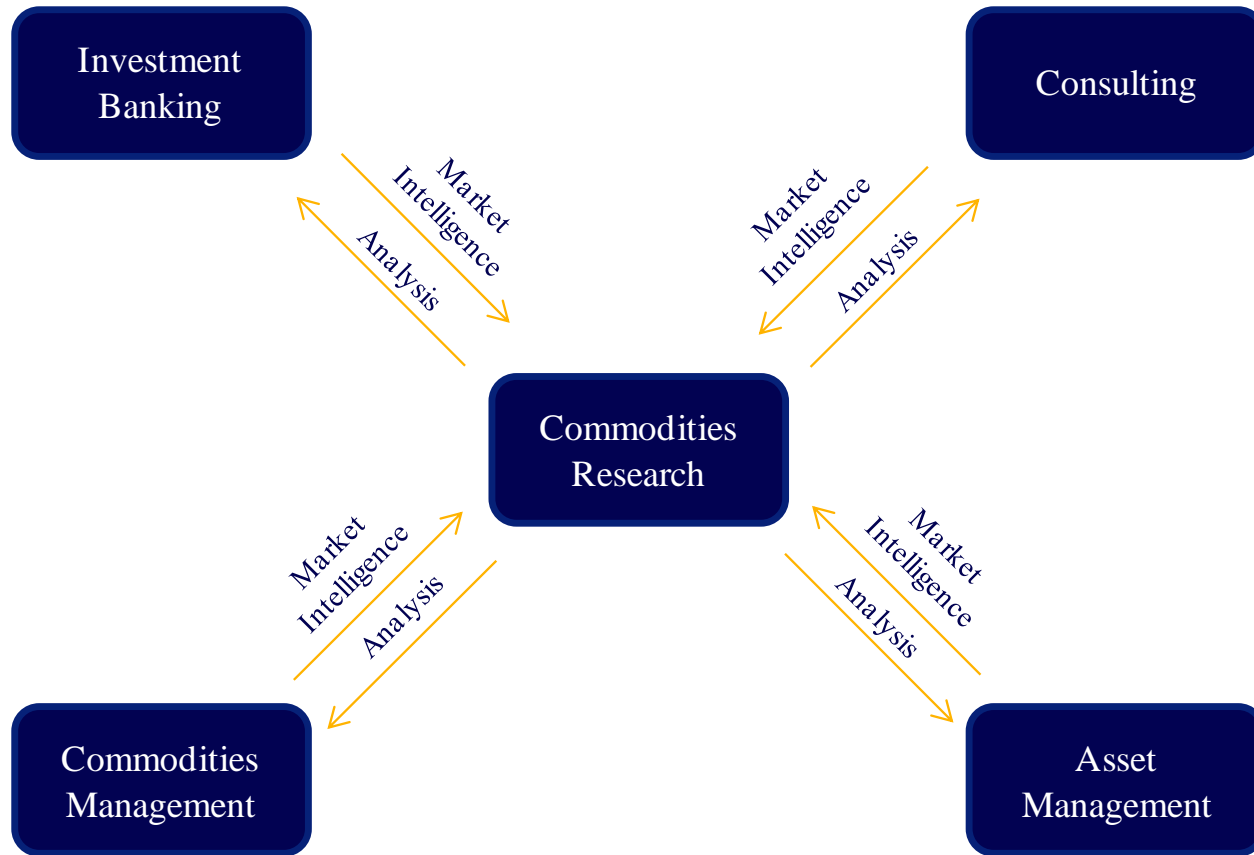 Investment
Banking
Consulting
Market
Intelligence
Analysis
Market
Intelligence
Analysis
Commodities
Research
Market
Intelligence
Analysis
Market
Intelligence
Analysis
Commodities
Management
Asset
Management